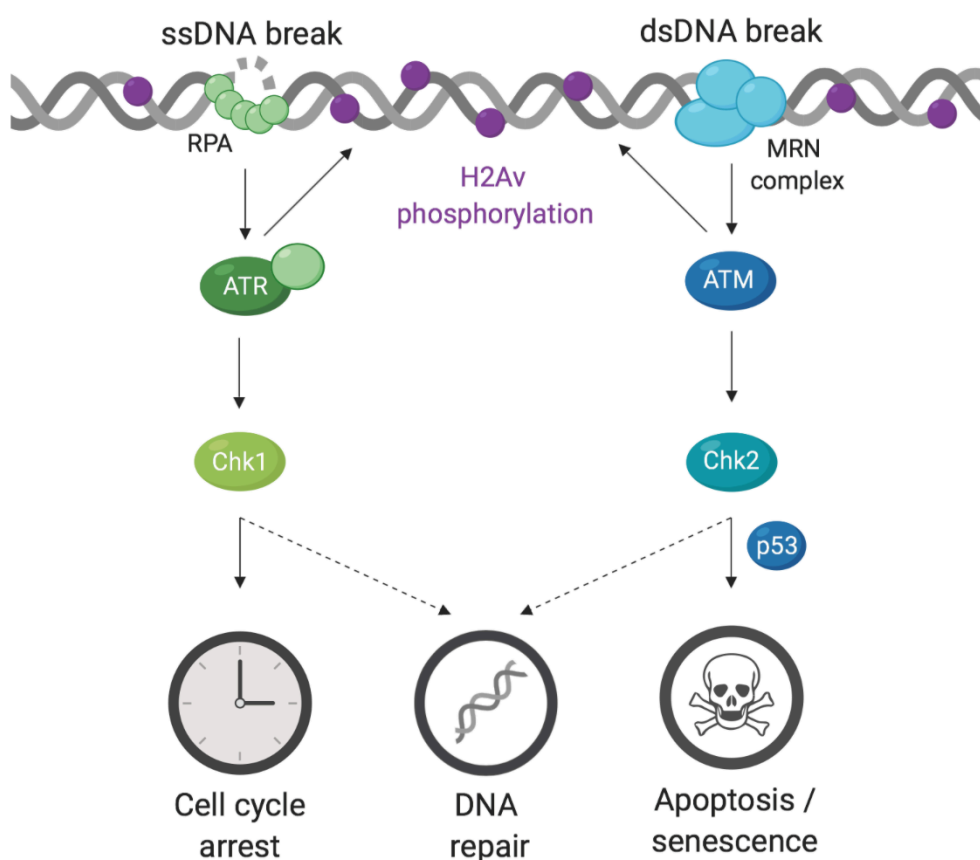 ssDNA break
dsDNA break
RPA
MRN
complex
H2Av
phosphorylation
ATR
ATM
Chk1
Chk2
p53
Cell cycle
arrest
DNA
repair
Apoptosis /
senescence